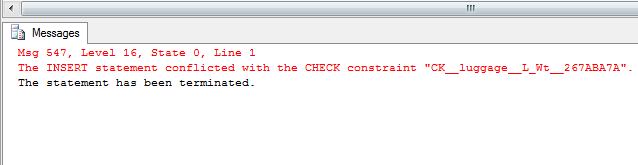 Messages
Msg 547, Level 16, State 0, Line 1
The INSERT statement conflicted with the CHECK constraint "CK__luggage__L_Wt__267ABA7A".
The statement has been terminated.